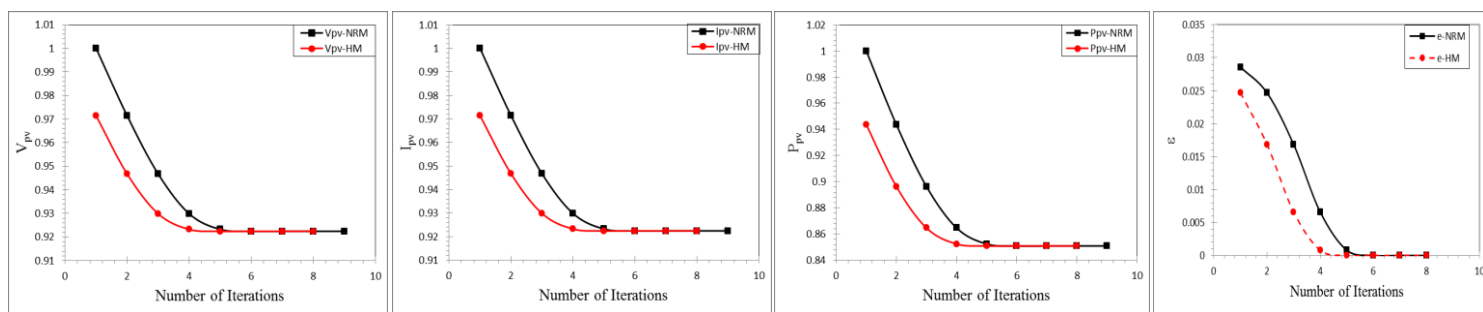 1.01
1
0.99
0.98
0.97
0.96
0.95
0.94
0.93
0.92
0.91
Vpv
Vpv-NRM
Vpv-HM
0 2 4 6 8 10
Number of Iterations
1.01
1
0.99
0.98
0.97
0.96
0.95
0.94
0.93
0.92
0.91
Ipv
Ipv-NRM
Ipv-HM
0 2 4 6 8 10
Number of Iterations
1.02
1
0.98
0.96
0.94
0.92
0.9
0.88
0.86
0.84
Ppv
Ppv-NRM
Ppv-HM
0 2 4 6 8 10
Number of Iterations
0.035
0.03
0.025
0.02
0.015
0.01
0.005
0
ε
e-NRM
e-HM
0 2 4 6 8 10
Number of Iterations